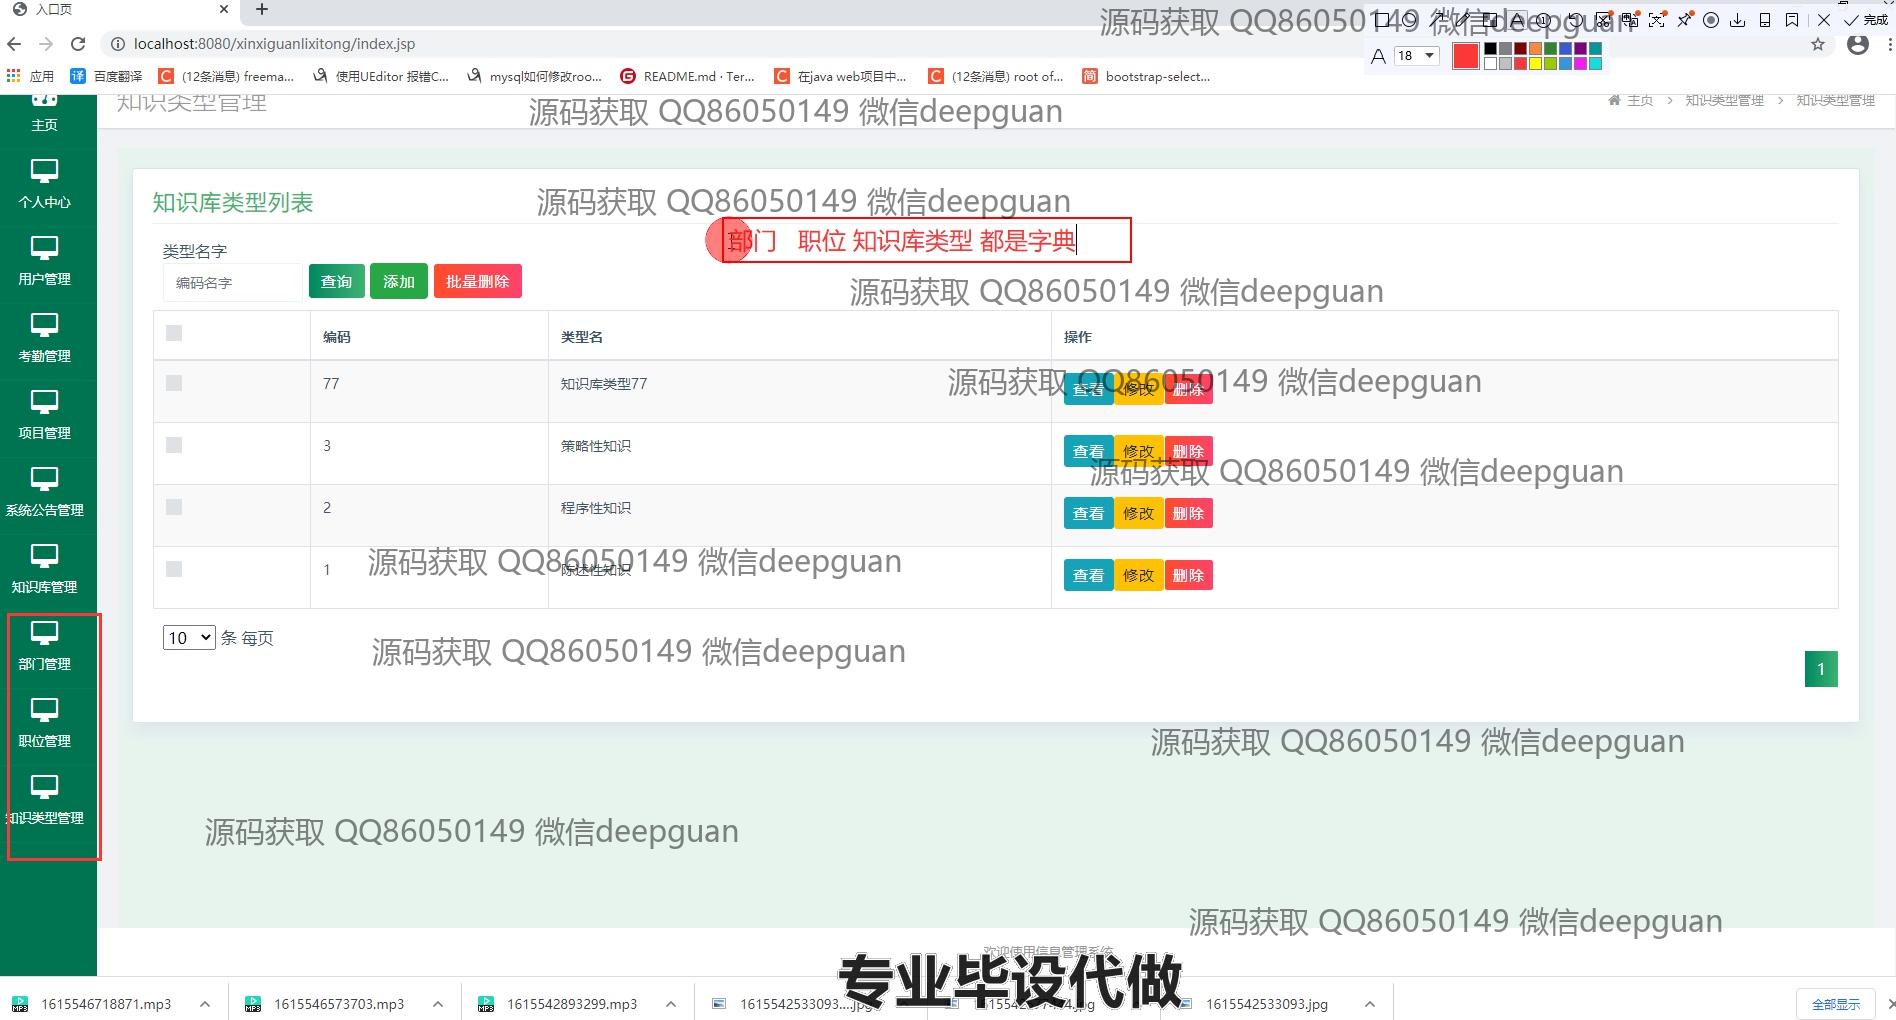 入口页
源码获取 QQ86050149 微信deepguan
完成
localhost:8080/xinxiguanlixitong/index.jsp
A 18
应用 百度翻译 (12条消息) freema... 使用UEditor 报错C... mysql如何修改roo... README.md · Ter... 在java web项目中... (12条消息) root of... bootstrap-select...
知识类型管理
主页 > 知识类型管理 > 知识类型管理
源码获取 QQ86050149 微信deepguan
主页
个人中心
用户管理
考勤管理
项目管理
系统公告管理
知识库管理
部门管理
职位管理
知识类型管理
知识库类型列表
源码获取 QQ86050149 微信deepguan
部门 职位 知识库类型 都是字典
类型名字
编码名字 查询 添加 批量删除
源码获取 QQ86050149 微信deepguan
编码 类型名 操作
77 知识库类型77 查看 修改 删除
源码获取 QQ86050149 微信deepguan
3 策略性知识 查看 修改 删除
源码获取 QQ86050149 微信deepguan
2 程序性知识 查看 修改 删除
1 陈述性知识 查看 修改 删除
源码获取 QQ86050149 微信deepguan
10 条 每页
源码获取 QQ86050149 微信deepguan
1
源码获取 QQ86050149 微信deepguan
源码获取 QQ86050149 微信deepguan
源码获取 QQ86050149 微信deepguan
欢迎使用信息管理系统
专业毕设代做
1615546718871.mp3 1615546573703.mp3 1615542893299.mp3 1615542533093....jpg 1615542533093.jpg 全部显示